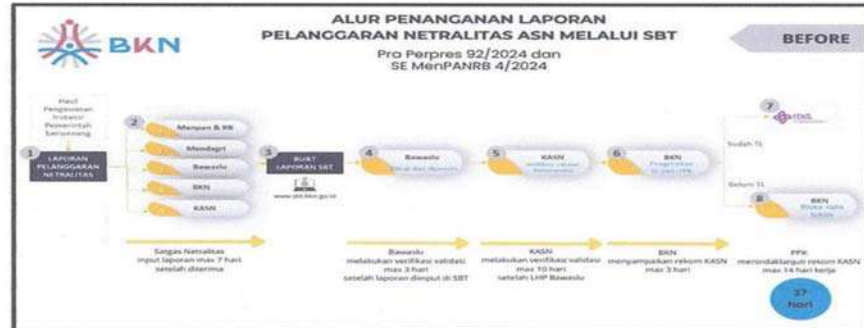 BKN
ALUR PENANGANAN LAPORAN
PELANGGARAN NETRALITAS ASN MELALUI SBT
Pra Perpres 92/2024 dan
SE MenPANRB 4/2024
BEFORE
Hasil
Pengawasan
Instansi
Pemerintah
berwenang
1
LAPORAN
PELANGGARAN
NETRALITAS
2
Menpan & RB
Mendagri
Bawaslu
BKN
KASN
3
BUAT
LAPORAN SBT
4
Bawaslu
5
KASN
6
BKN
7
Sudah TL
Belum TL
8
BKN
Satgas Netralitas
input laporan max 7 hari
setelah diterima
Bawaslu
melakukan verifikasi validasi
max 3 hari
setelah laporan diinput di SBT
KASN
melakukan verifikasi validasi
max 10 hari
setelah LHP Bawaslu
BKN
menyampaikan rekom KASN
max 3 hari
PPK
menindaklanjuti rekom KASN
max 14 hari kerja
37
hari